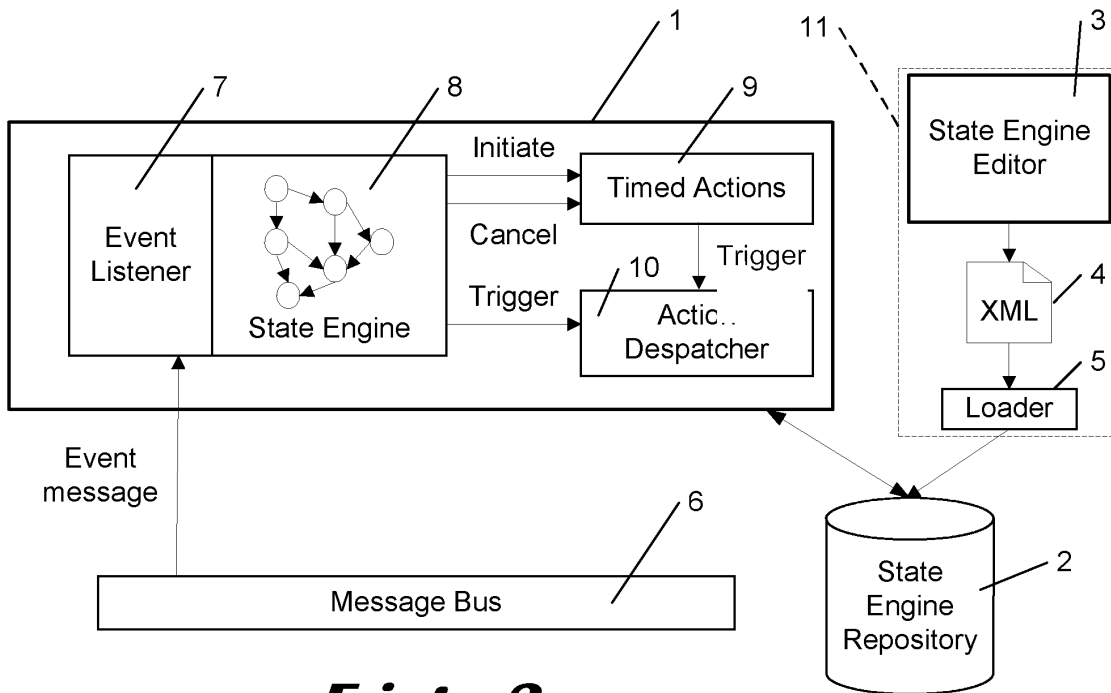 1
11
3
7
8
9
State Engine
Editor
Initiate
Timed Actions
Event
Listener
Cancel
Trigger
10
4
XML
Trigger
State Engine
Despatcher
5
Loader
Event
message
6
2
Message Bus
State
Engine
Repository